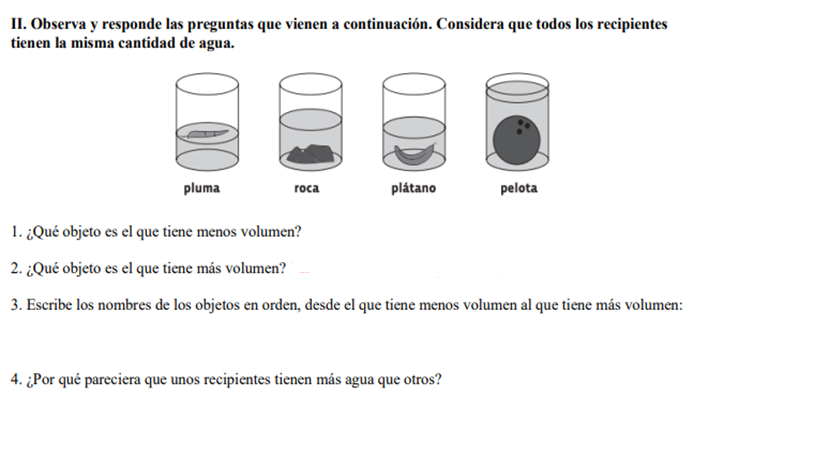 II. Observa y responde las preguntas que vienen a continuación. Considera que todos los recipientes
tienen la misma cantidad de agua.
pluma roca plátano pelota
1. ¿Qué objeto es el que tiene menos volumen?
2. ¿Qué objeto es el que tiene más volumen?
3. Escribe los nombres de los objetos en orden, desde el que tiene menos volumen al que tiene más volumen:
4. ¿Por qué pareciera que unos recipientes tienen más agua que otros?